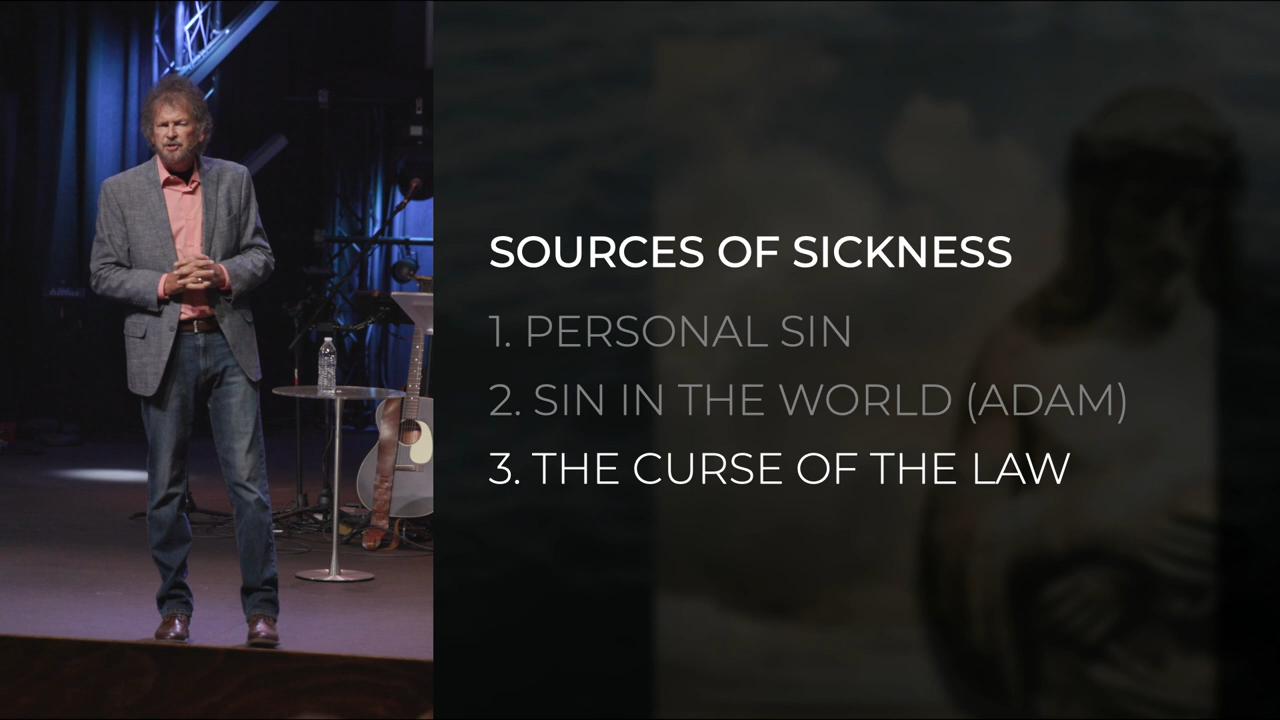 SOURCES OF SICKNESS
1. PERSONAL SIN
2. SIN IN THE WORLD (ADAM)
3. THE CURSE OF THE LAW